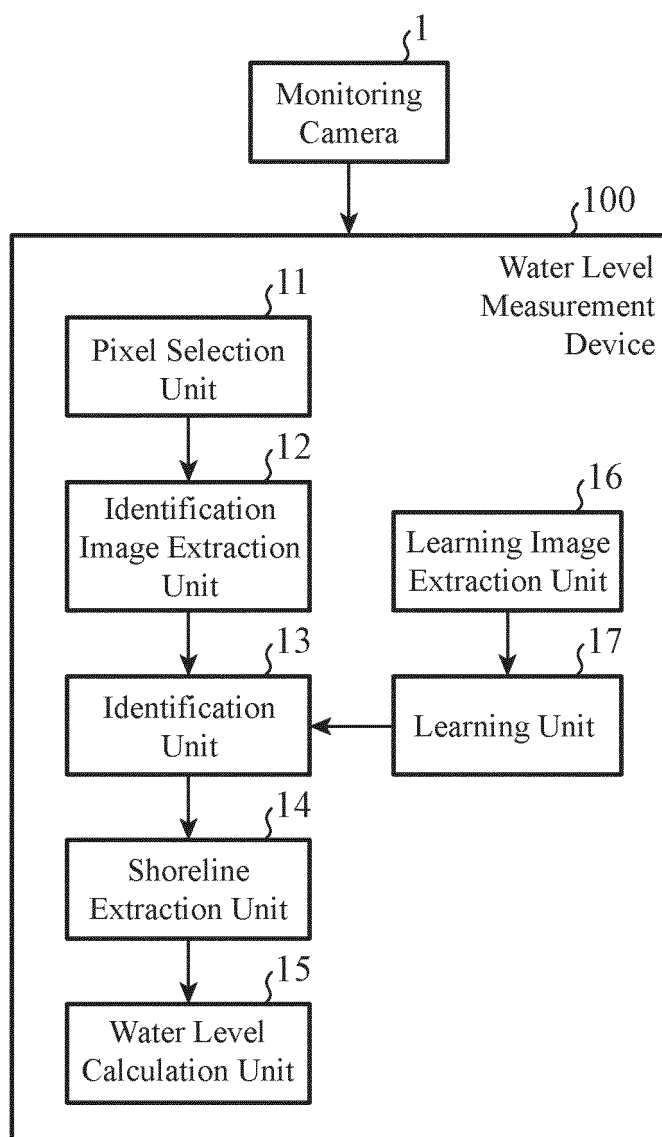 1
Monitoring
Camera
100
Water Level
Measurement
Device
11
Pixel Selection
Unit
12
Identification
Image Extraction
Unit
16
Learning Image
Extraction Unit
13
Identification
Unit
17
Learning Unit
14
Shoreline
Extraction Unit
15
Water Level
Calculation Unit